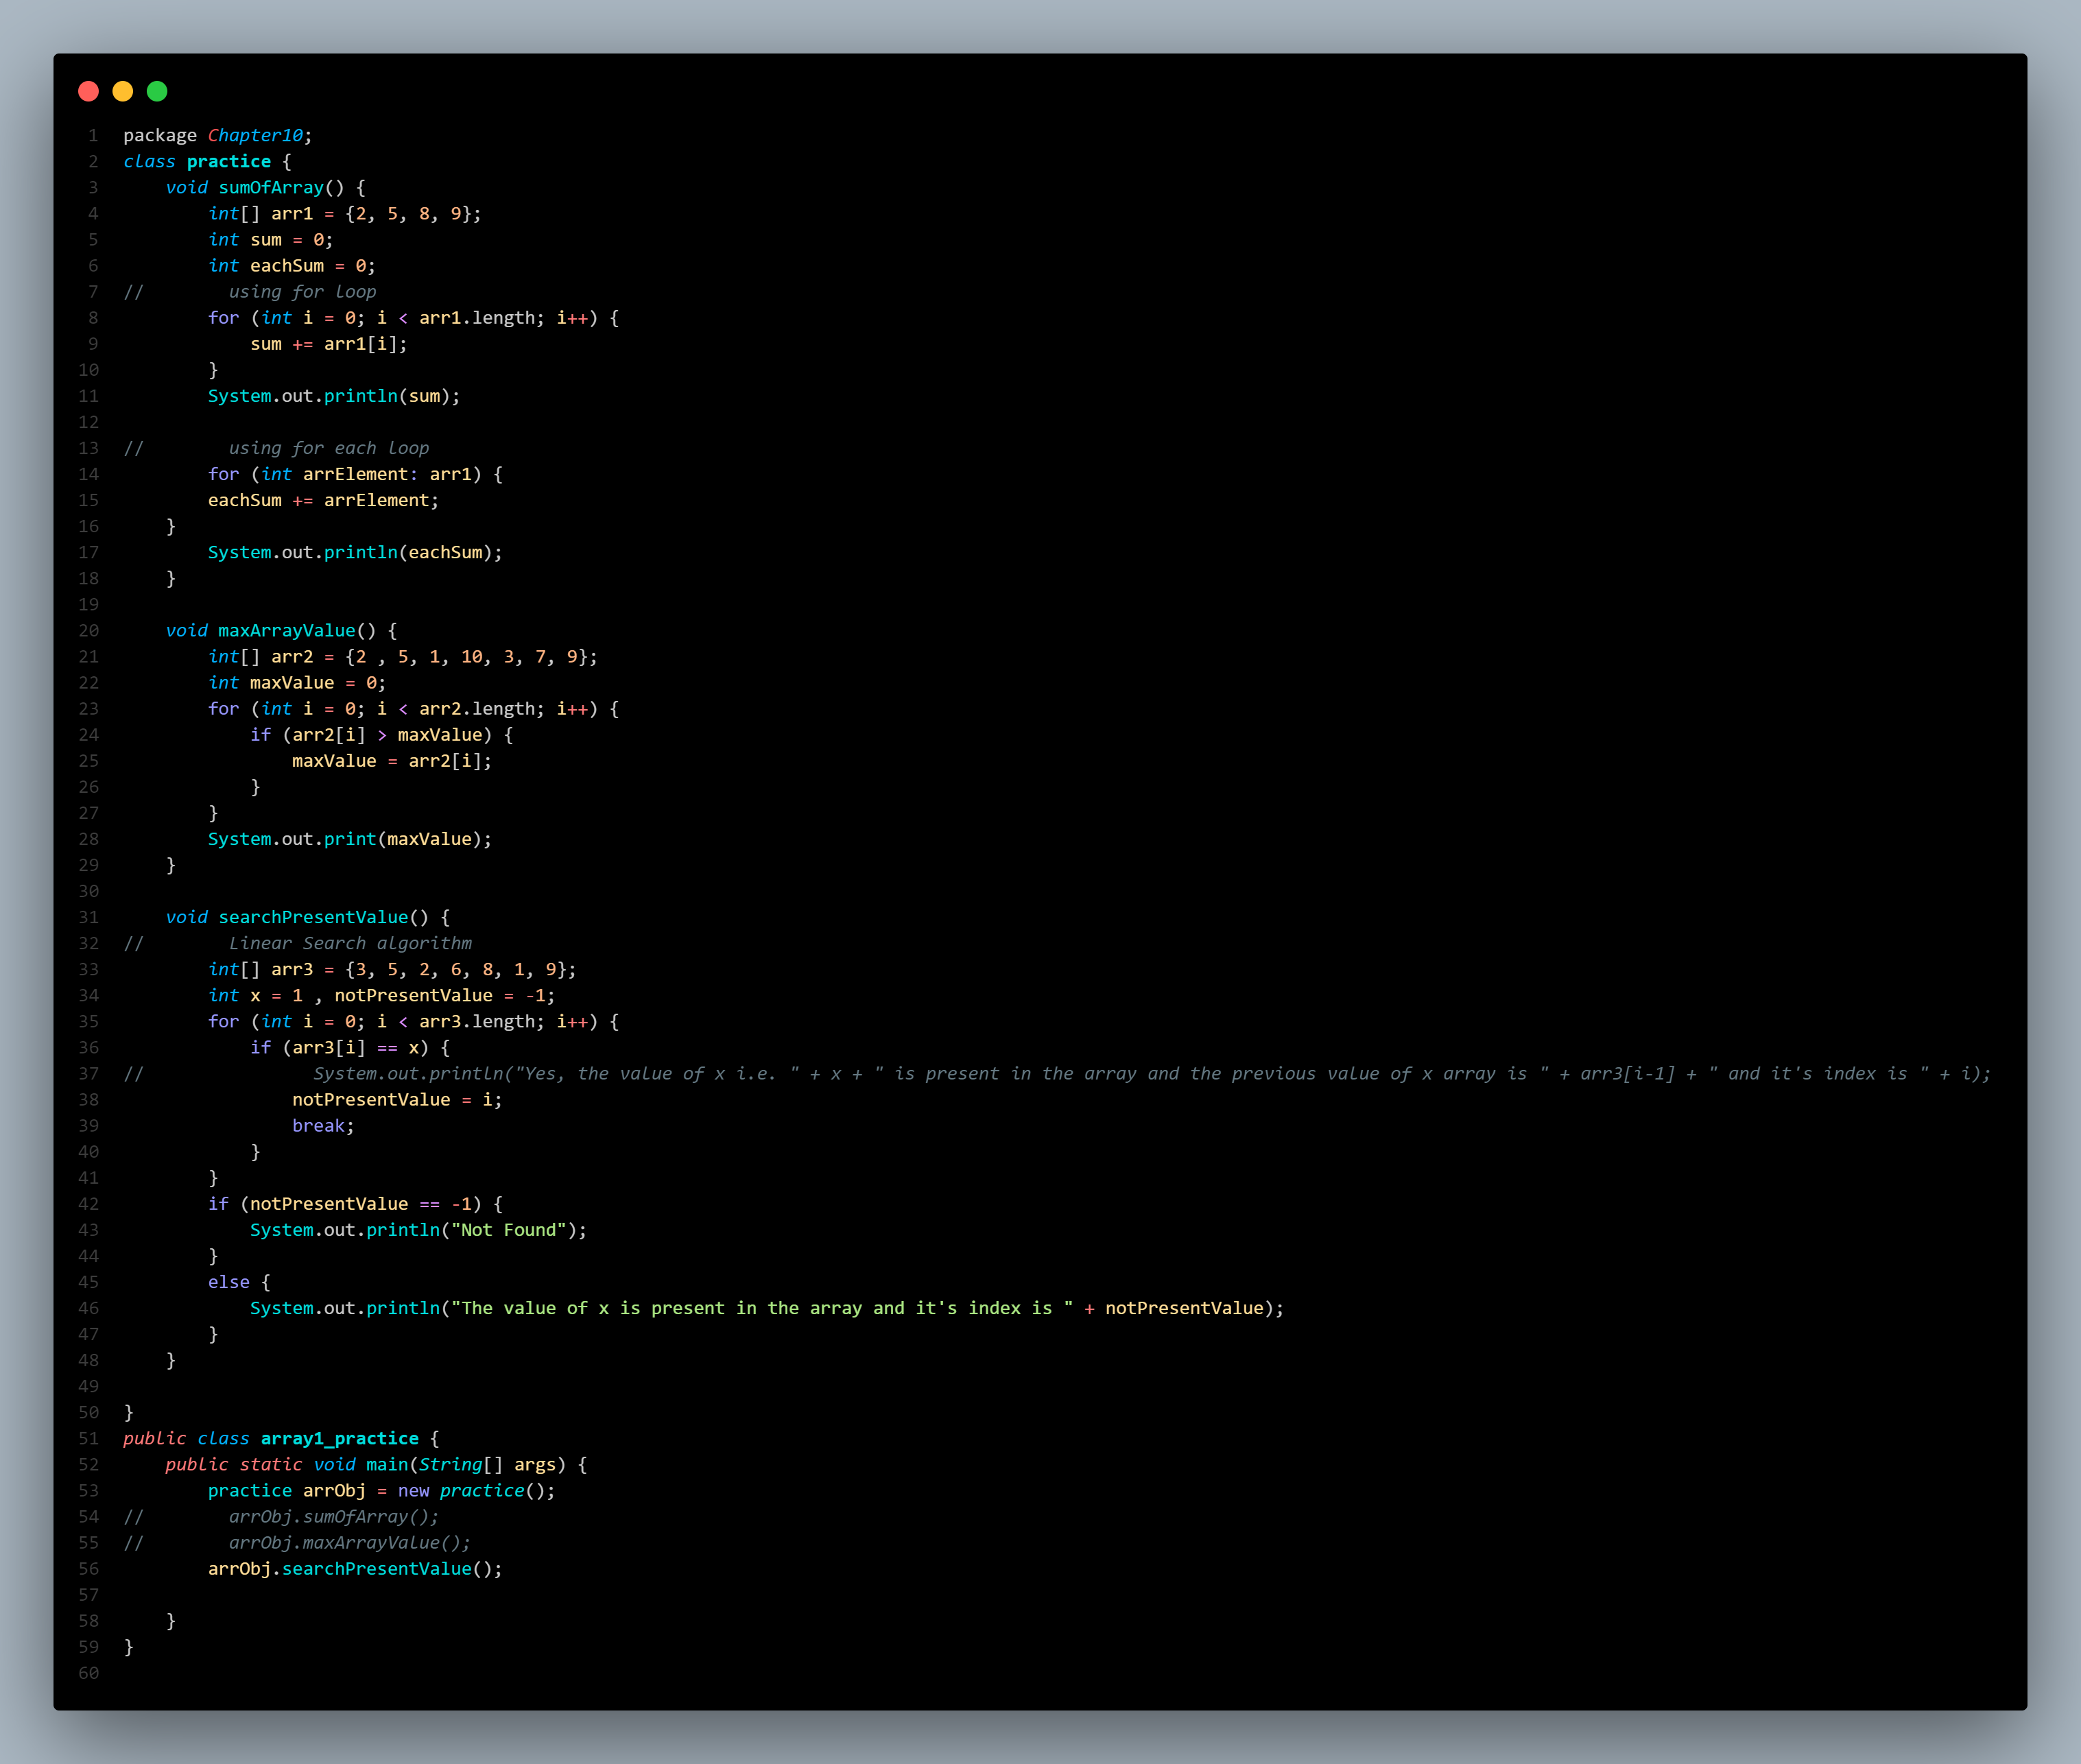 1 package Chapter10;
2 class practice {
3     void sumOfArray() {
4         int[] arr1 = {2, 5, 8, 9};
5         int sum = 0;
6         int eachSum = 0;
7 //        using for loop
8         for (int i = 0; i < arr1.length; i++) {
9             sum += arr1[i];
10         }
11         System.out.println(sum);
12
13 //        using for each loop
14         for (int arrElement: arr1) {
15         eachSum += arrElement;
16     }
17         System.out.println(eachSum);
18     }
19
20     void maxArrayValue() {
21         int[] arr2 = {2 , 5, 1, 10, 3, 7, 9};
22         int maxValue = 0;
23         for (int i = 0; i < arr2.length; i++) {
24             if (arr2[i] > maxValue) {
25                 maxValue = arr2[i];
26             }
27         }
28         System.out.print(maxValue);
29     }
30
31     void searchPresentValue() {
32 //        Linear Search algorithm
33         int[] arr3 = {3, 5, 2, 6, 8, 1, 9};
34         int x = 1 , notPresentValue = -1;
35         for (int i = 0; i < arr3.length; i++) {
36             if (arr3[i] == x) {
37 //                System.out.println("Yes, the value of x i.e. " + x + " is present in the array and the previous value of x array is " + arr3[i-1] + " and it's index is " + i);
38                 notPresentValue = i;
39                 break;
40             }
41         }
42         if (notPresentValue == -1) {
43             System.out.println("Not Found");
44         }
45         else {
46             System.out.println("The value of x is present in the array and it's index is " + notPresentValue);
47         }
48     }
49
50 }
51 public class array1_practice {
52     public static void main(String[] args) {
53         practice arrObj = new practice();
54 //        arrObj.sumOfArray();
55 //        arrObj.maxArrayValue();
56         arrObj.searchPresentValue();
57
58     }
59 }
60